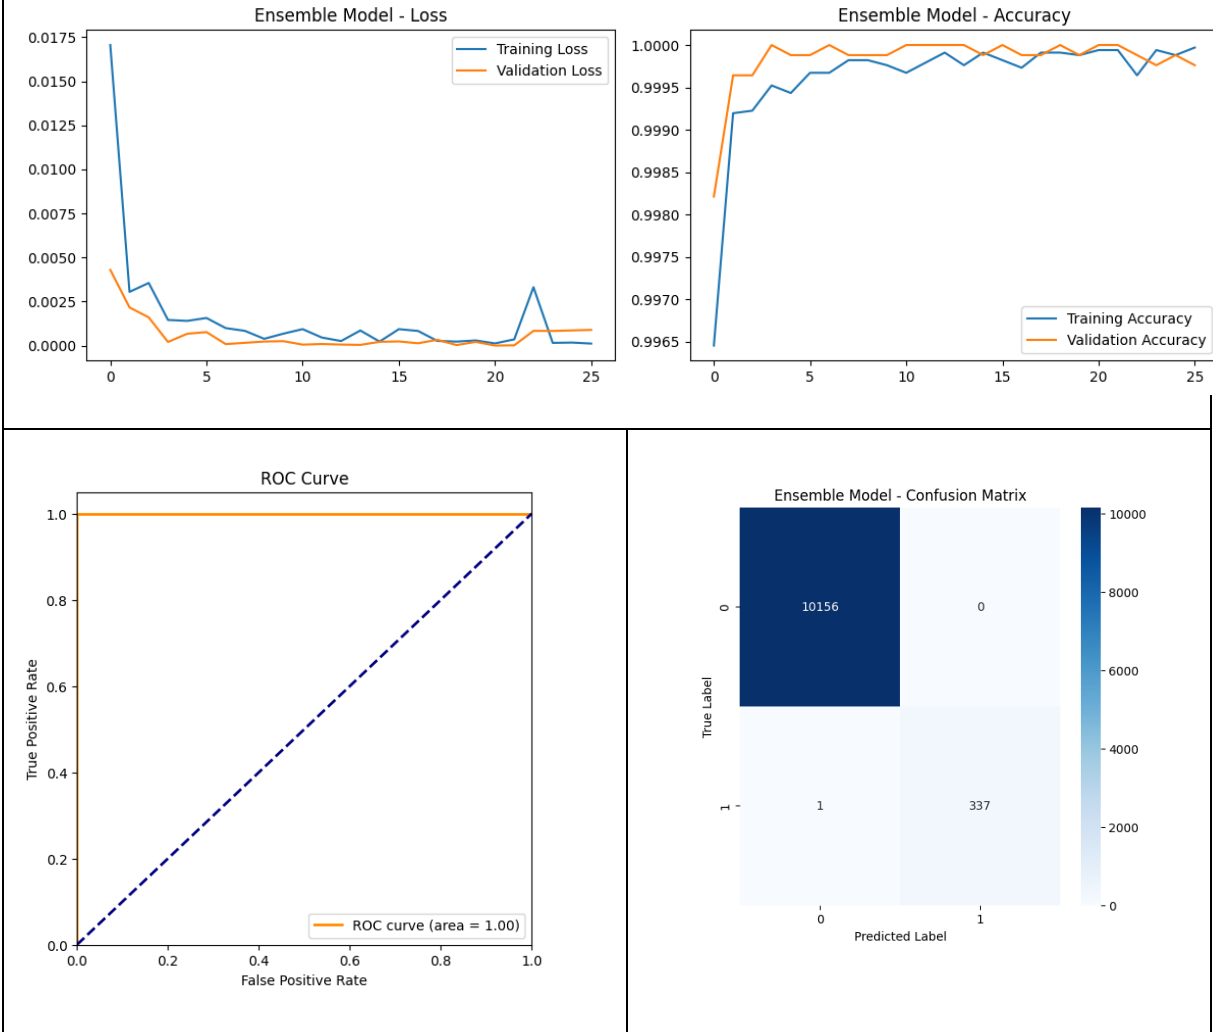 Ensemble Model - Loss
0.0175
0.0150
0.0125
0.0100
0.0075
0.0050
0.0025
0.0000
Training Loss
Validation Loss
0 5 10 15 20 25
Ensemble Model - Accuracy
1.0000
0.9995
0.9990
0.9985
0.9980
0.9975
0.9970
0.9965
Training Accuracy
Validation Accuracy
0 5 10 15 20 25
ROC Curve
True Positive Rate
1.0
0.8
0.6
0.4
0.2
0.0
ROC curve (area = 1.00)
0.0 0.2 0.4 0.6 0.8 1.0
False Positive Rate
Ensemble Model - Confusion Matrix
True Label
0
10156 0
1
1 337
0 1
Predicted Label
10000
8000
6000
4000
2000
0